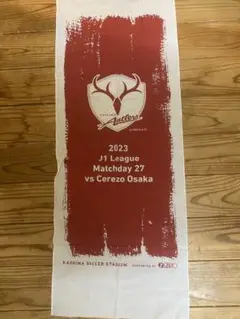 Antlers
2023
J1 League
Matchday 27
vs Cerezo Osaka
KASHIMA SOCCER STADIUM